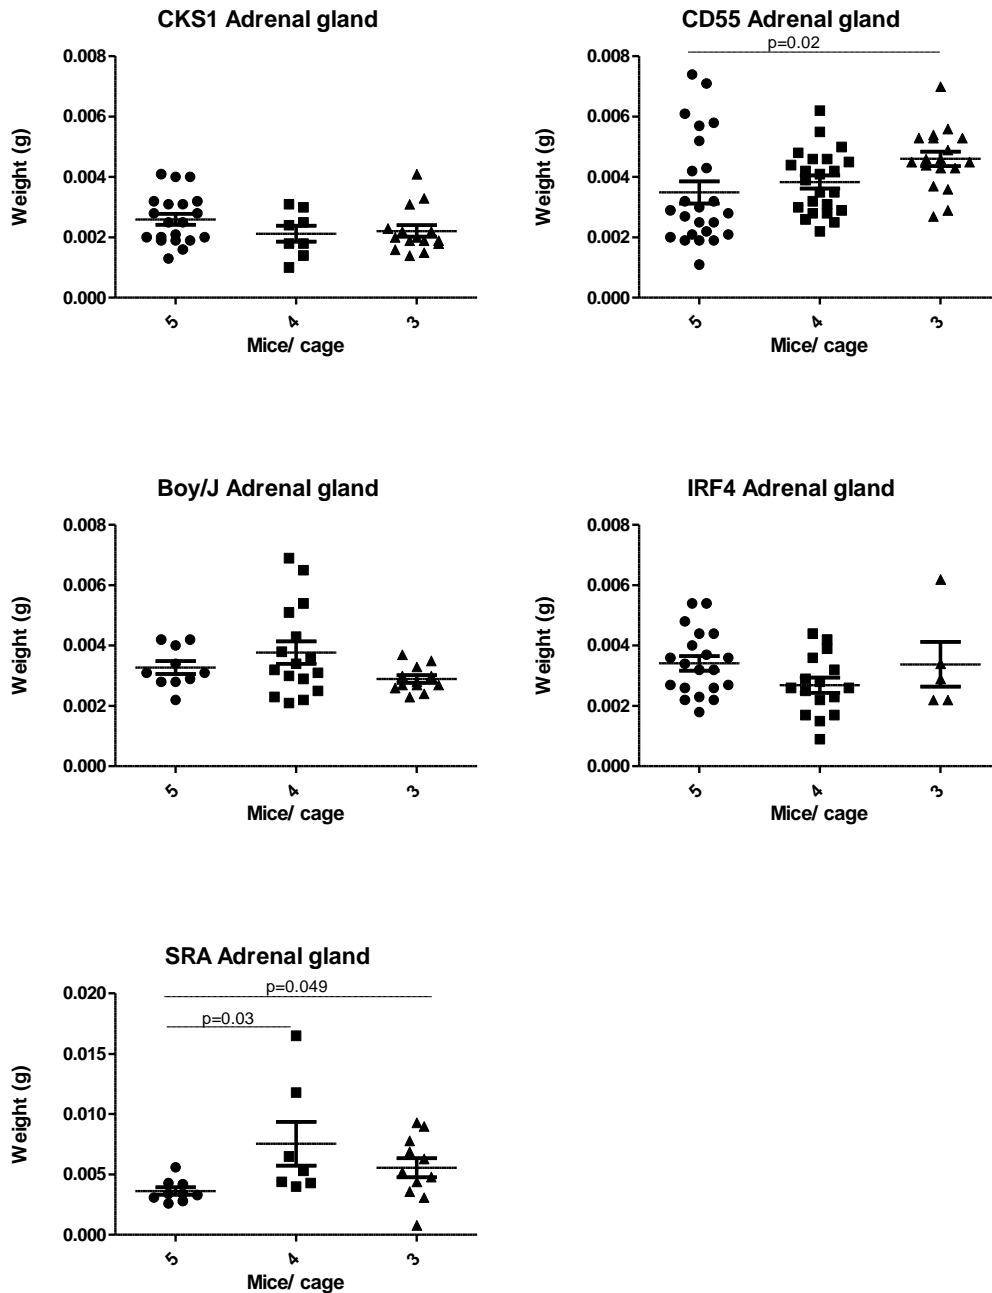 CKS1 Adrenal gland
0.008
0.006
0.004
0.002
0.000
Weight (g)
5
4
3
Mice/ cage
CD55 Adrenal gland
p=0.02
0.008
0.006
0.004
0.002
0.000
Weight (g)
5
4
3
Mice/ cage
Boy/J Adrenal gland
0.008
0.006
0.004
0.002
0.000
Weight (g)
5
4
3
Mice/ cage
IRF4 Adrenal gland
0.008
0.006
0.004
0.002
0.000
Weight (g)
5
4
3
Mice/ cage
SRA Adrenal gland
p=0.049
p=0.03
0.020
0.015
0.010
0.005
0.000
Weight (g)
5
4
3
Mice/ cage